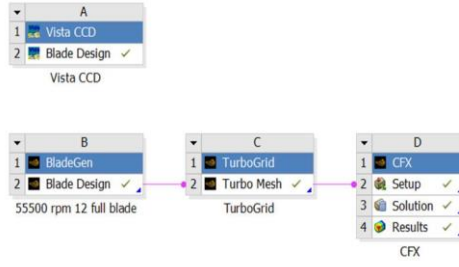 A
1 Vista CCD
2 Blade Design
Vista CCD
B
1 BladeGen
2 Blade Design
55500 rpm 12 full blade
C
1 TurboGrid
2 Turbo Mesh
TurboGrid
D
1 CFX
2 Setup
3 Solution
4 Results
CFX